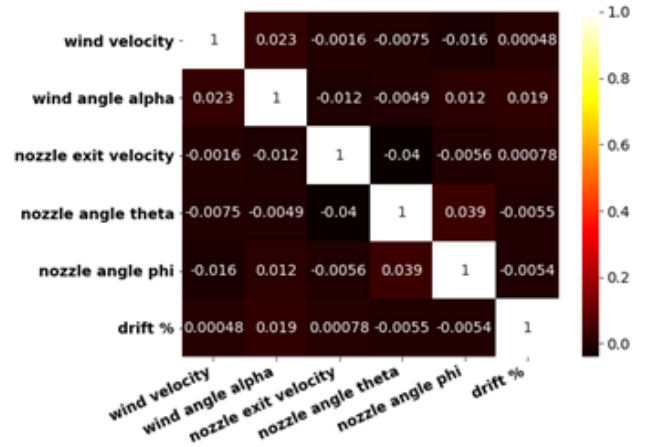 wind velocity 1 0.023 -0.0016 -0.0075 -0.016 0.00048
wind angle alpha 0.023 1 -0.012 -0.0049 0.012 0.019
nozzle exit velocity -0.0016 -0.012 1 -0.04 -0.0056 0.00078
nozzle angle theta -0.0075 -0.0049 -0.04 1 0.039 -0.0055
nozzle angle phi -0.016 0.012 -0.0056 0.039 1 -0.0054
drift % 0.00048 0.019 0.00078 -0.0055 -0.0054 1
wind velocity
wind angle alpha
nozzle exit velocity
nozzle angle theta
nozzle angle phi
drift %
1.0
0.8
0.6
0.4
0.2
0.0